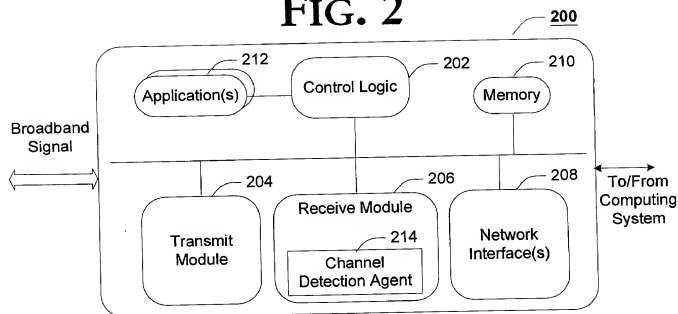 FIG. 2
200
212
202
210
Application(s)
Control Logic
Memory
Broadband
Signal
204
206
208
To/From
Computing
System
Transmit
Module
Receive Module
214
Channel
Detection Agent
Network
Interface(s)